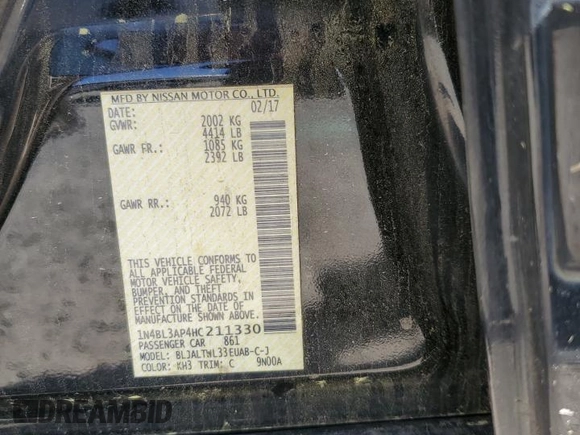 MFD BY NISSAN MOTOR CO., LTD.
DATE: 02/17
GVWR: 2002 KG
4414 LB
GAWR FR.: 1085 KG
2392 LB
GAWR RR.: 940 KG
2072 LB
THIS VEHICLE CONFORMS TO
ALL APPLICABLE FEDERAL
MOTOR VEHICLE SAFETY,
BUMPER, AND THEFT
PREVENTION STANDARDS IN
EFFECT ON THE DATE OF
MANUFACTURE SHOWN ABOVE
1N4BL3AP4HC211330
PASSENGER CAR 861
MODEL: BLJALTWL33EUAB-C-J
COLOR: KH3 TRIM: C 9N00A
DREAMBID